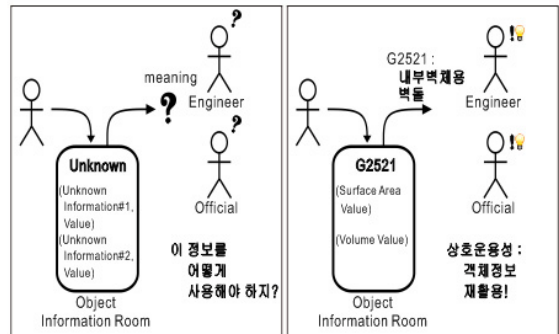 ?
meaning
?
Engineer
?
Unknown
(Unknown
Information#1,
Value)
(Unknown
Information#2,
Value)
Official
이 정보를
어떻게
사용해야 하지?
Object
Information Room
!
G2521 :
내부벽체용
벽돌
Engineer
!
G2521
(Surface Area
Value)
(Volume Value)
Official
상호운용성 :
객체정보
재활용!
Object
Information Room